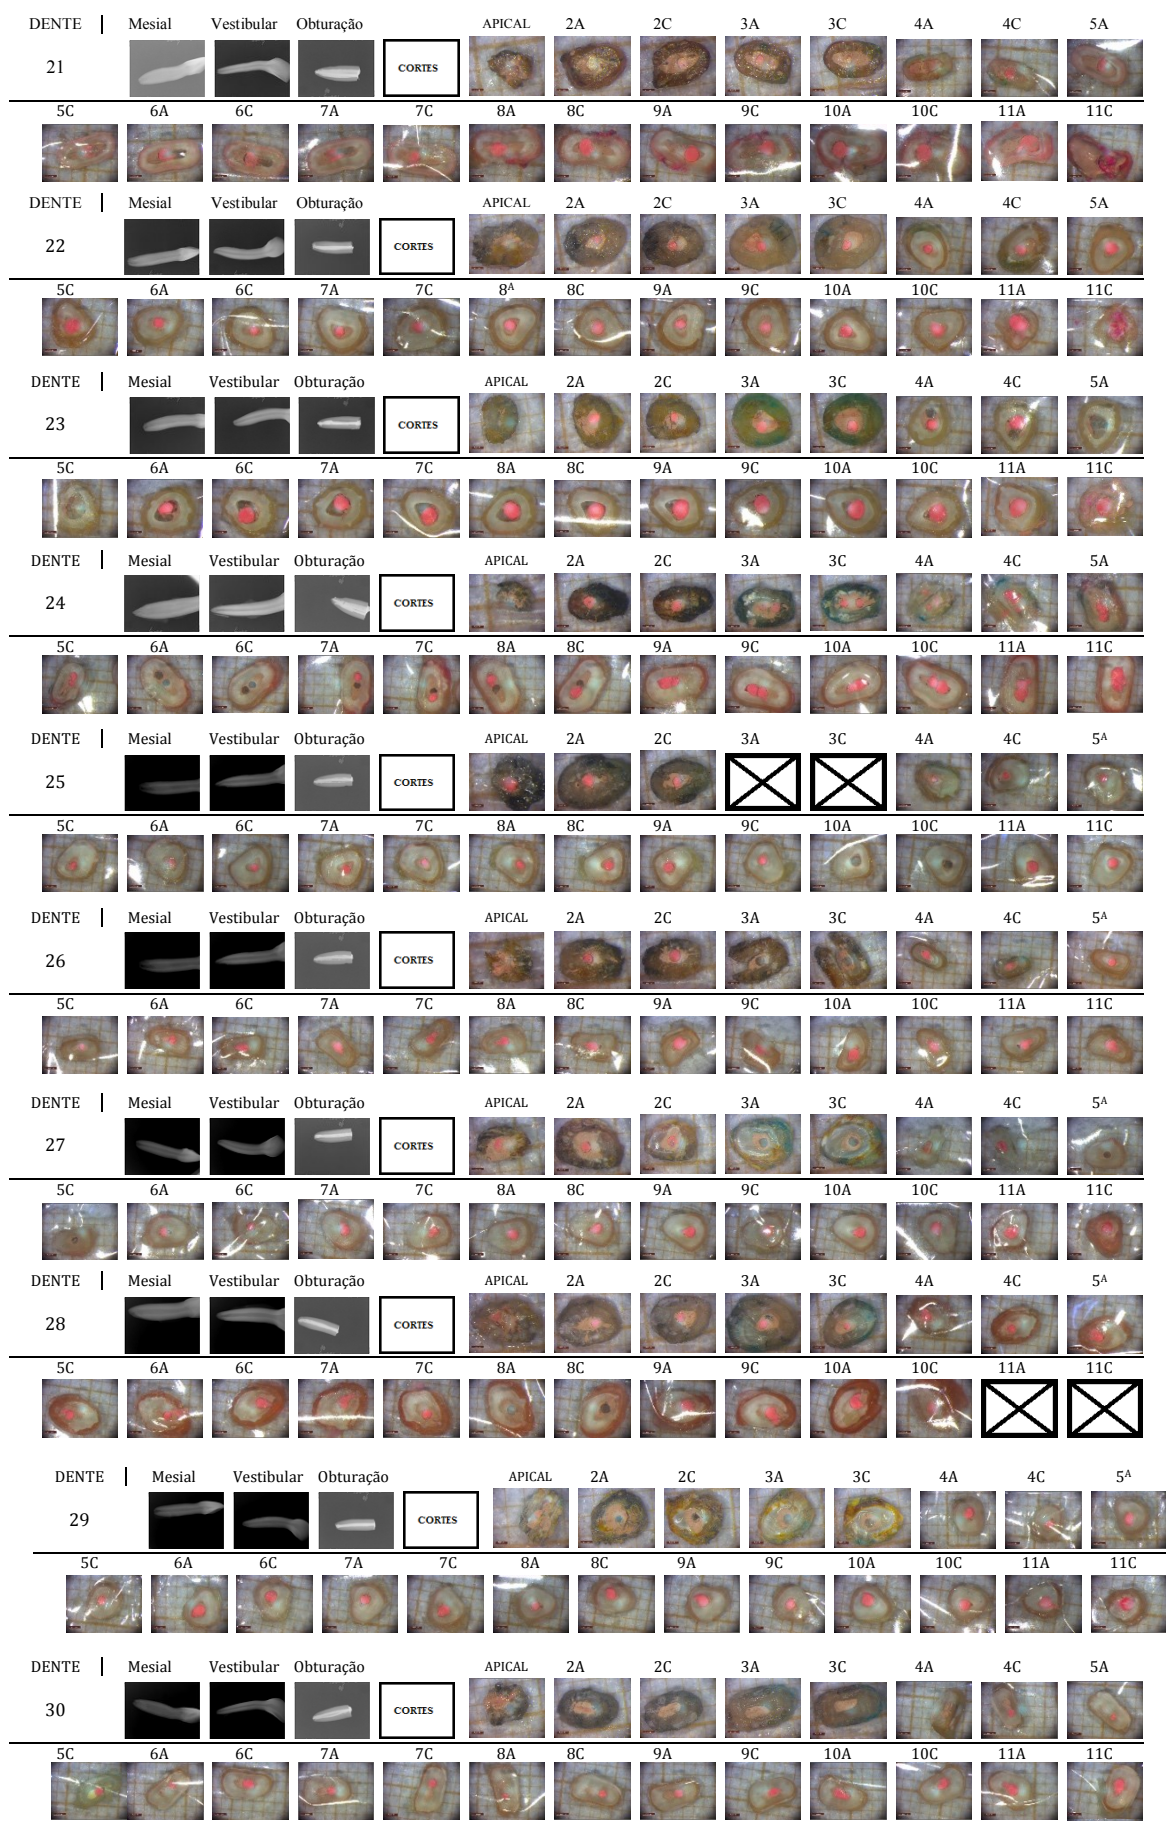 DENTE Mesial Vestibular Obturação APICAL 2A 2C 3A 3C 4A 4C 5A
21 CORTES
5C 6A 6C 7A 7C 8A 8C 9A 9C 10A 10C 11A 11C
DENTE Mesial Vestibular Obturação APICAL 2A 2C 3A 3C 4A 4C 5A
22 CORTES
5C 6A 6C 7A 7C 8ᴬ 8C 9A 9C 10A 10C 11A 11C
DENTE Mesial Vestibular Obturação APICAL 2A 2C 3A 3C 4A 4C 5A
23 CORTES
5C 6A 6C 7A 7C 8A 8C 9A 9C 10A 10C 11A 11C
DENTE Mesial Vestibular Obturação APICAL 2A 2C 3A 3C 4A 4C 5A
24 CORTES
5C 6A 6C 7A 7C 8A 8C 9A 9C 10A 10C 11A 11C
DENTE Mesial Vestibular Obturação APICAL 2A 2C 3A 3C 4A 4C 5ᴬ
25 CORTES
5C 6A 6C 7A 7C 8A 8C 9A 9C 10A 10C 11A 11C
DENTE Mesial Vestibular Obturação APICAL 2A 2C 3A 3C 4A 4C 5ᴬ
26 CORTES
5C 6A 6C 7A 7C 8A 8C 9A 9C 10A 10C 11A 11C
DENTE Mesial Vestibular Obturação APICAL 2A 2C 3A 3C 4A 4C 5ᴬ
27 CORTES
5C 6A 6C 7A 7C 8A 8C 9A 9C 10A 10C 11A 11C
DENTE Mesial Vestibular Obturação APICAL 2A 2C 3A 3C 4A 4C 5ᴬ
28 CORTES
5C 6A 6C 7A 7C 8A 8C 9A 9C 10A 10C 11A 11C
DENTE Mesial Vestibular Obturação APICAL 2A 2C 3A 3C 4A 4C 5ᴬ
29 CORTES
5C 6A 6C 7A 7C 8A 8C 9A 9C 10A 10C 11A 11C
DENTE Mesial Vestibular Obturação APICAL 2A 2C 3A 3C 4A 4C 5A
30 CORTES
5C 6A 6C 7A 7C 8A 8C 9A 9C 10A 10C 11A 11C